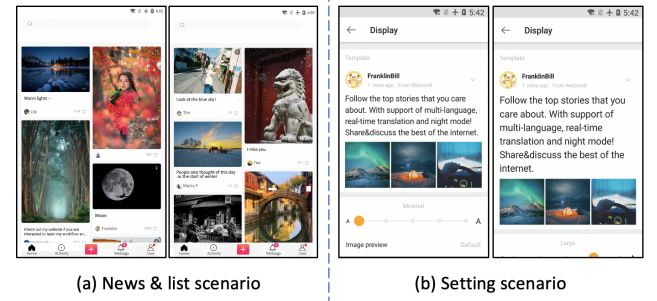 Warm lights ~
Lily
Check out my website if you are
interested to learn my workflow an
Moon
Franklin
Home
Activity
Message
User
Look at the blue sky!
Tim
I miss you
Tea
People also thought of this day
as the start of winter
Marry F
Home
Activity
Message
User
(a) News & list scenario
5:42
Display
Template
FranklinBill
1 mins ago From Webond!
Follow the top stories that you care
about. With support of multi-language,
real-time translation and night mode!
Share&discuss the best of the internet.
Minimal
A
A
Image preview
Default
5:42
Display
Template
FranklinBill
1 mins ago From Webond!
Follow the top stories that you
care about. With support of
multi-language, real-time
translation and night mode!
Share&discuss the best of the
internet.
Large
(b) Setting scenario